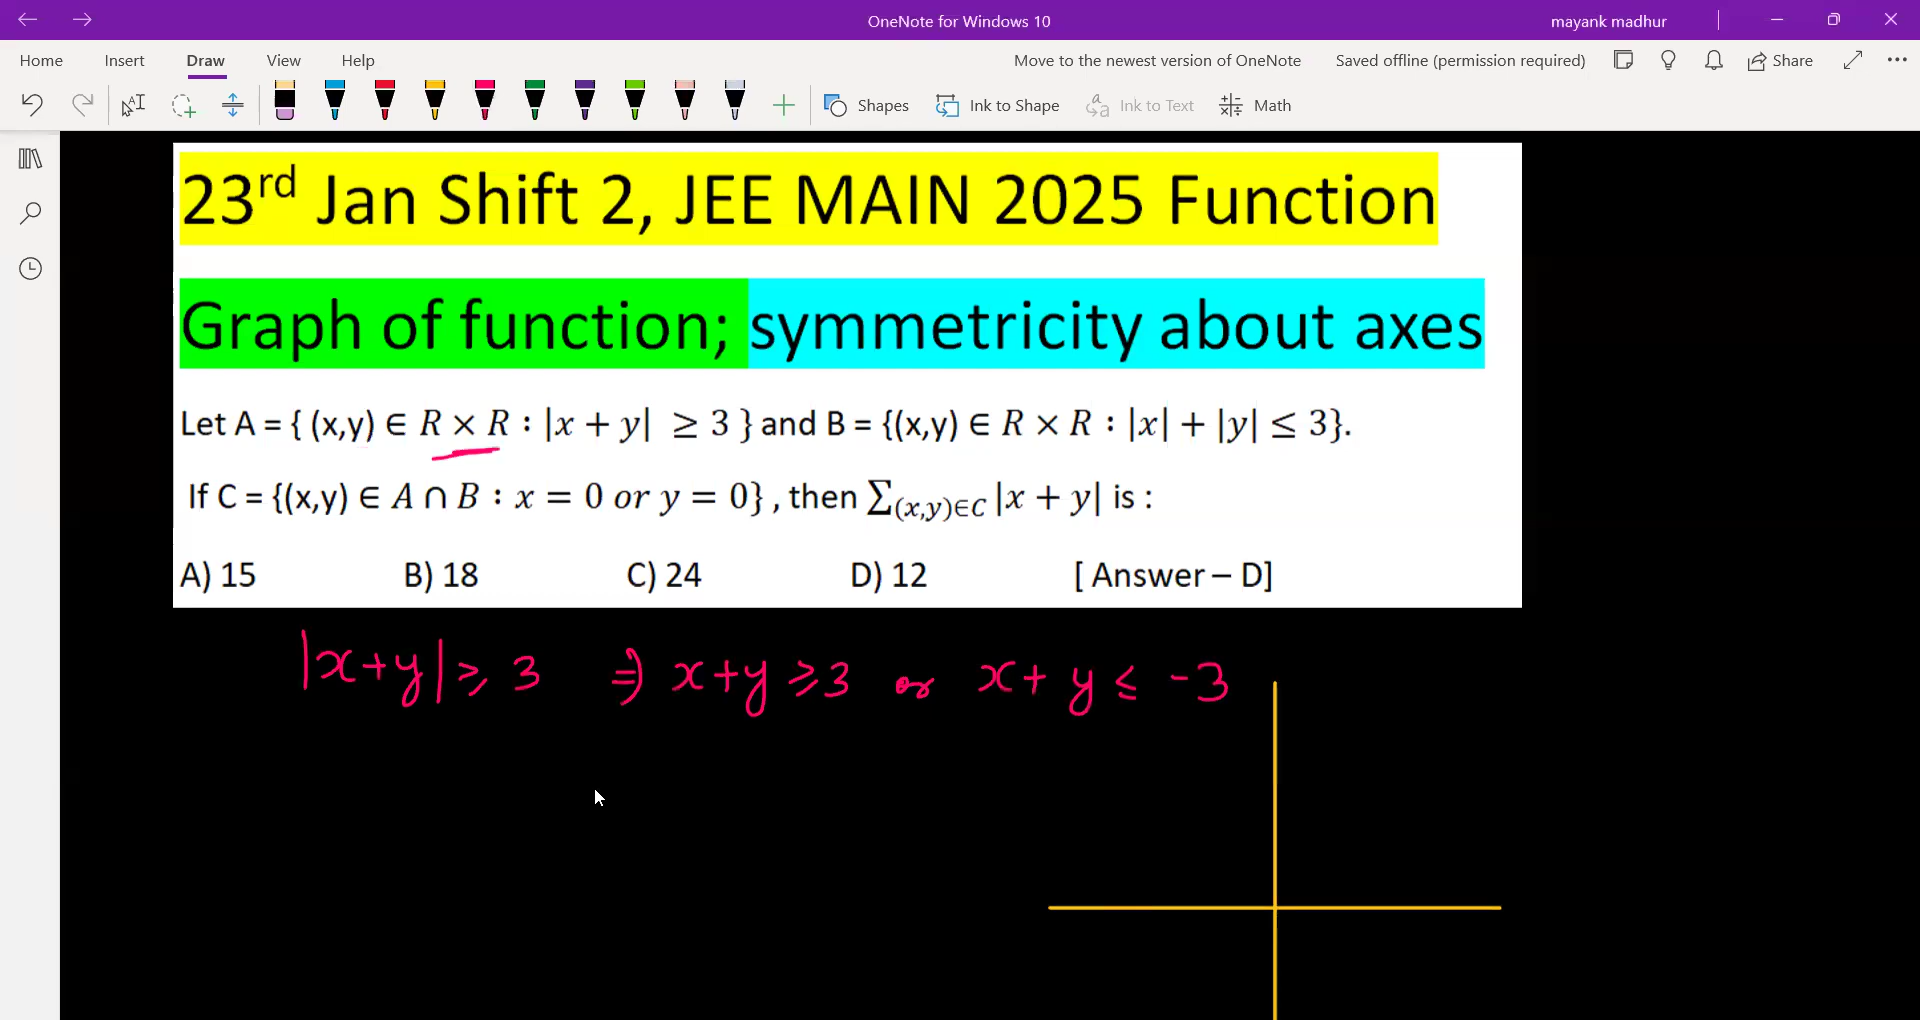 OneNote for Windows 10
mayank madhur
Home Insert Draw View Help
Move to the newest version of OneNote Saved offline (permission required) Share
Shapes Ink to Shape Ink to Text Math
23rd Jan Shift 2, JEE MAIN 2025 Function
Graph of function; symmetricity about axes
Let A = { (x,y) ∈ R × R : |x + y| ≥ 3 } and B = {(x,y) ∈ R × R : |x| + |y| ≤ 3}.
If C = {(x,y) ∈ A ∩ B : x = 0 or y = 0} , then ∑(x,y)∈C |x + y| is :
A) 15 B) 18 C) 24 D) 12 [ Answer – D]
|x+y| ≥ 3 ⇒ x+y ≥ 3 or x+ y ≤ -3